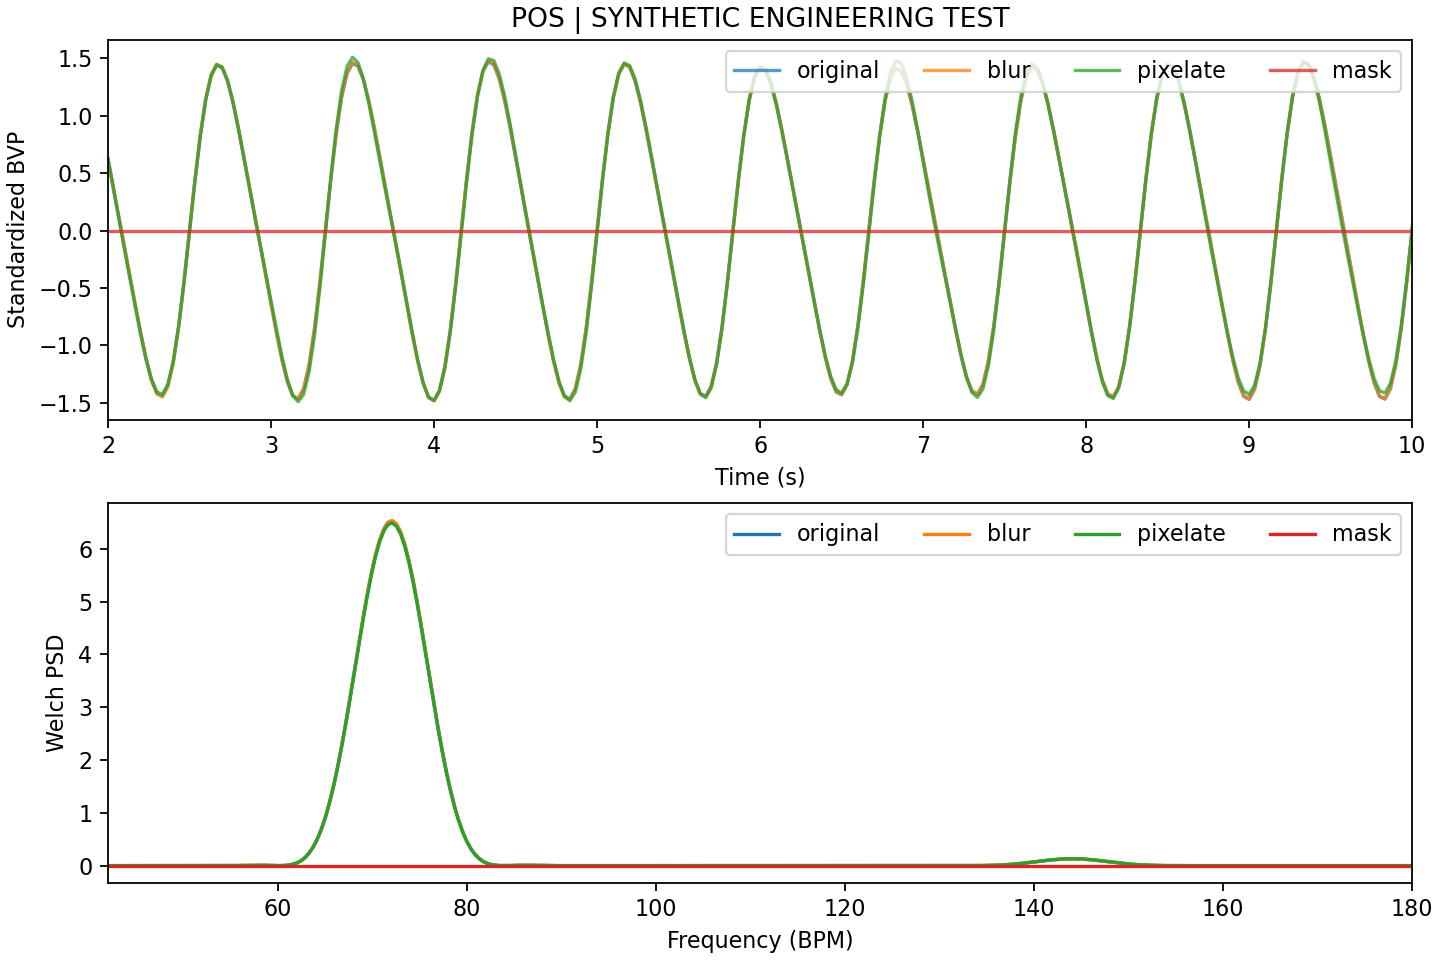 POS | SYNTHETIC ENGINEERING TEST
original blur pixelate mask
Standardized BVP
1.5
1.0
0.5
0.0
−0.5
−1.0
−1.5
2 3 4 5 6 7 8 9 10
Time (s)
original blur pixelate mask
Welch PSD
6
5
4
3
2
1
0
60 80 100 120 140 160 180
Frequency (BPM)